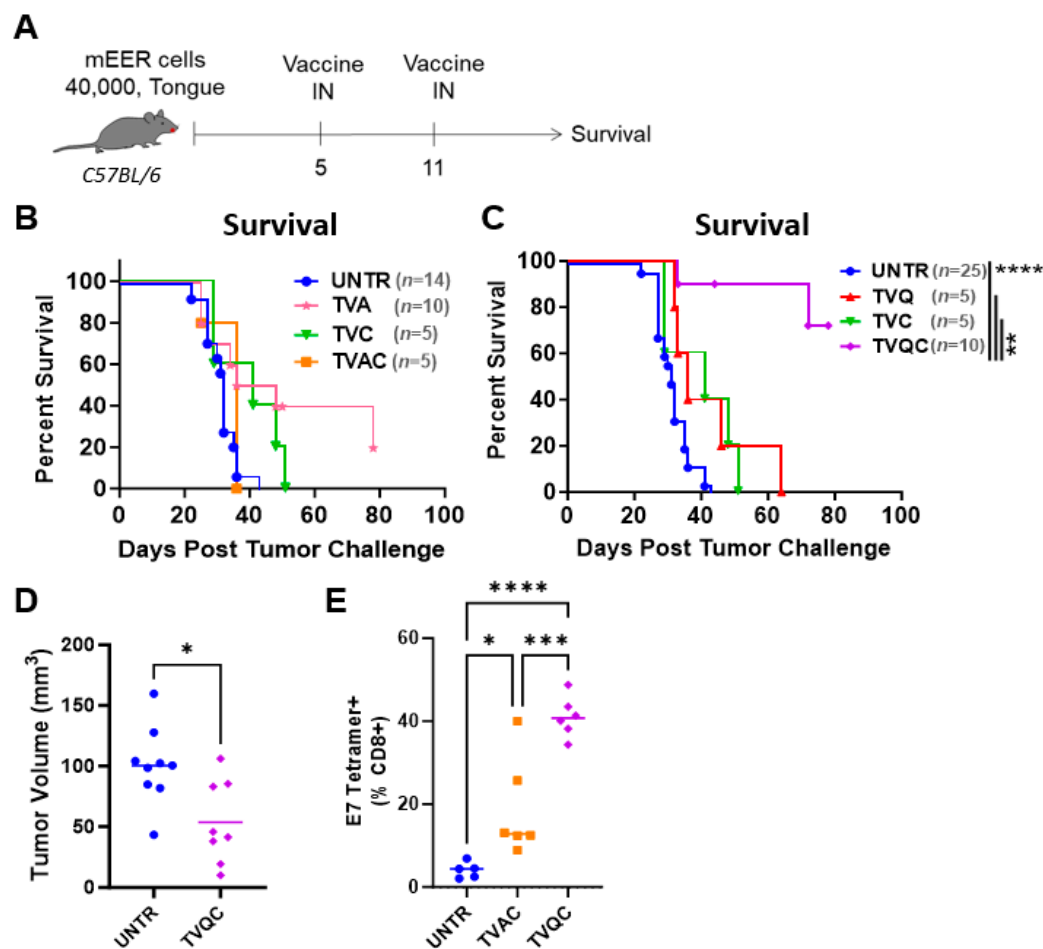 A
mEER cells
40,000, Tongue
Vaccine
IN
Vaccine
IN
Survival
5
11
C57BL/6
B
Survival
Percent Survival
100
80
60
40
20
0
0 20 40 60 80 100
Days Post Tumor Challenge
UNTR (n=14)
TVA (n=10)
TVC (n=5)
TVAC (n=5)
C
Survival
Percent Survival
100
80
60
40
20
0
0 20 40 60 80 100
Days Post Tumor Challenge
UNTR (n=25)
TVQ (n=5)
TVC (n=5)
TVQC (n=10)
****
**
D
Tumor Volume (mm3)
200
150
100
50
0
*
UNTR
TVQC
E
E7 Tetramer+
(% CD8+)
60
40
20
0
****
*
***
UNTR
TVAC
TVQC